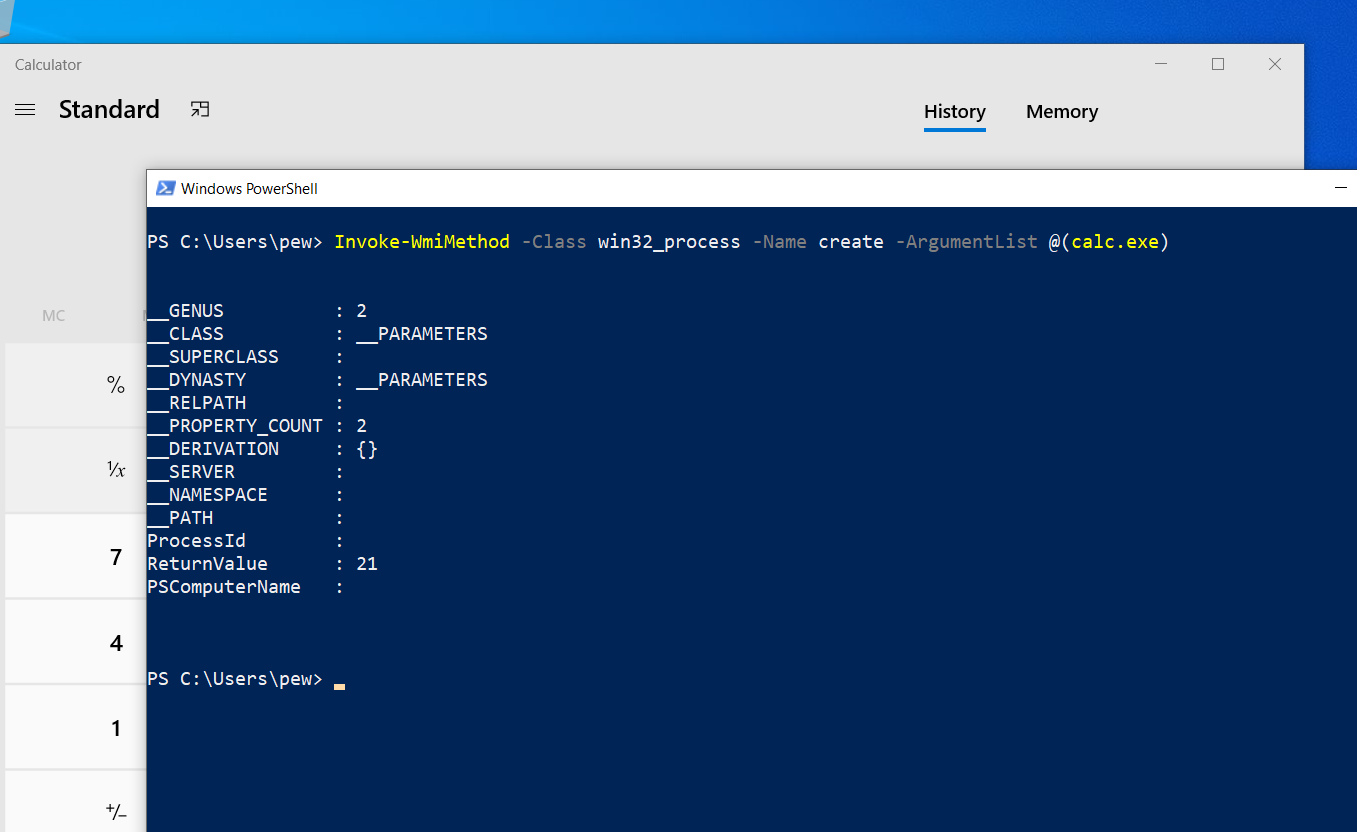 Calculator
Standard
History Memory
Windows PowerShell
PS C:\Users\pew> Invoke-WmiMethod -Class win32_process -Name create -ArgumentList @(calc.exe)
__GENUS : 2
__CLASS : __PARAMETERS
__SUPERCLASS :
__DYNASTY : __PARAMETERS
__RELPATH :
__PROPERTY_COUNT : 2
__DERIVATION : {}
__SERVER :
__NAMESPACE :
__PATH :
ProcessId :
ReturnValue : 21
PSComputerName :
PS C:\Users\pew>
MC
%
¹/x
7
4
1
+/−